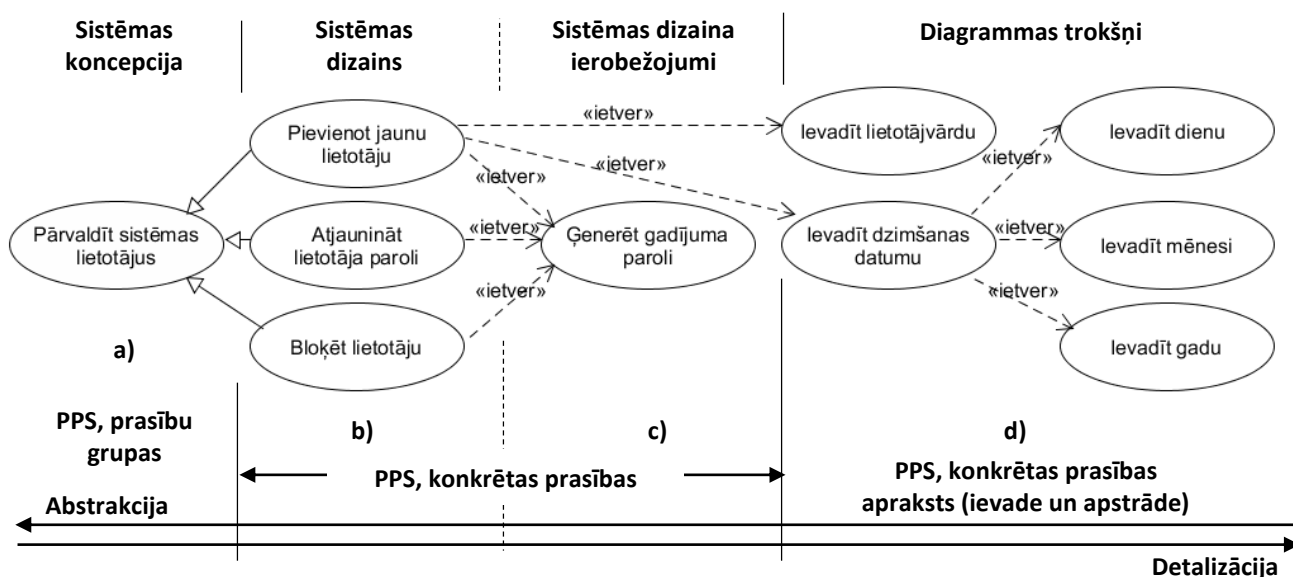 Sistēmas
koncepcija
Sistēmas
dizains
Sistēmas dizaina
ierobežojumi
Diagrammas trokšņi
Pievienot jaunu
lietotāju
«ietver»
Ievadīt lietotājvārdu
Ievadīt dienu
«ietver»
«ietver»
«ietver»
Pārvaldīt sistēmas
lietotājus
Atjaunināt
lietotāja paroli
«ietver»
Ģenerēt gadījuma
paroli
Ievadīt dzimšanas
datumu
«ietver»
Ievadīt mēnesi
«ietver»
«ietver»
Bloķēt lietotāju
Ievadīt gadu
a)
b)
c)
d)
PPS, prasību
grupas
PPS, konkrētas prasības
PPS, konkrētas prasības
apraksts (ievade un apstrāde)
Abstrakcija
Detalizācija